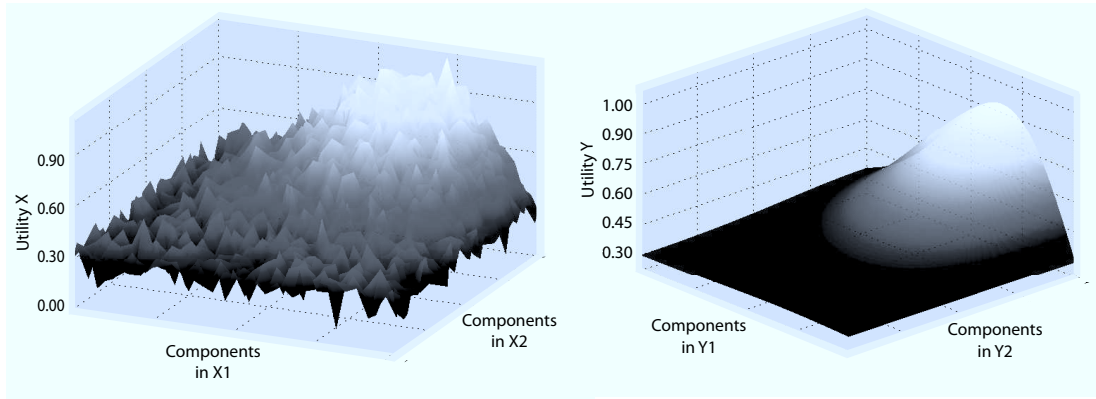 0.90
0.60
0.30
0.00
Utility X
Components
in X1
Components
in X2
1.00
0.90
0.75
0.60
0.45
0.30
Utility Y
Components
in Y1
Components
in Y2